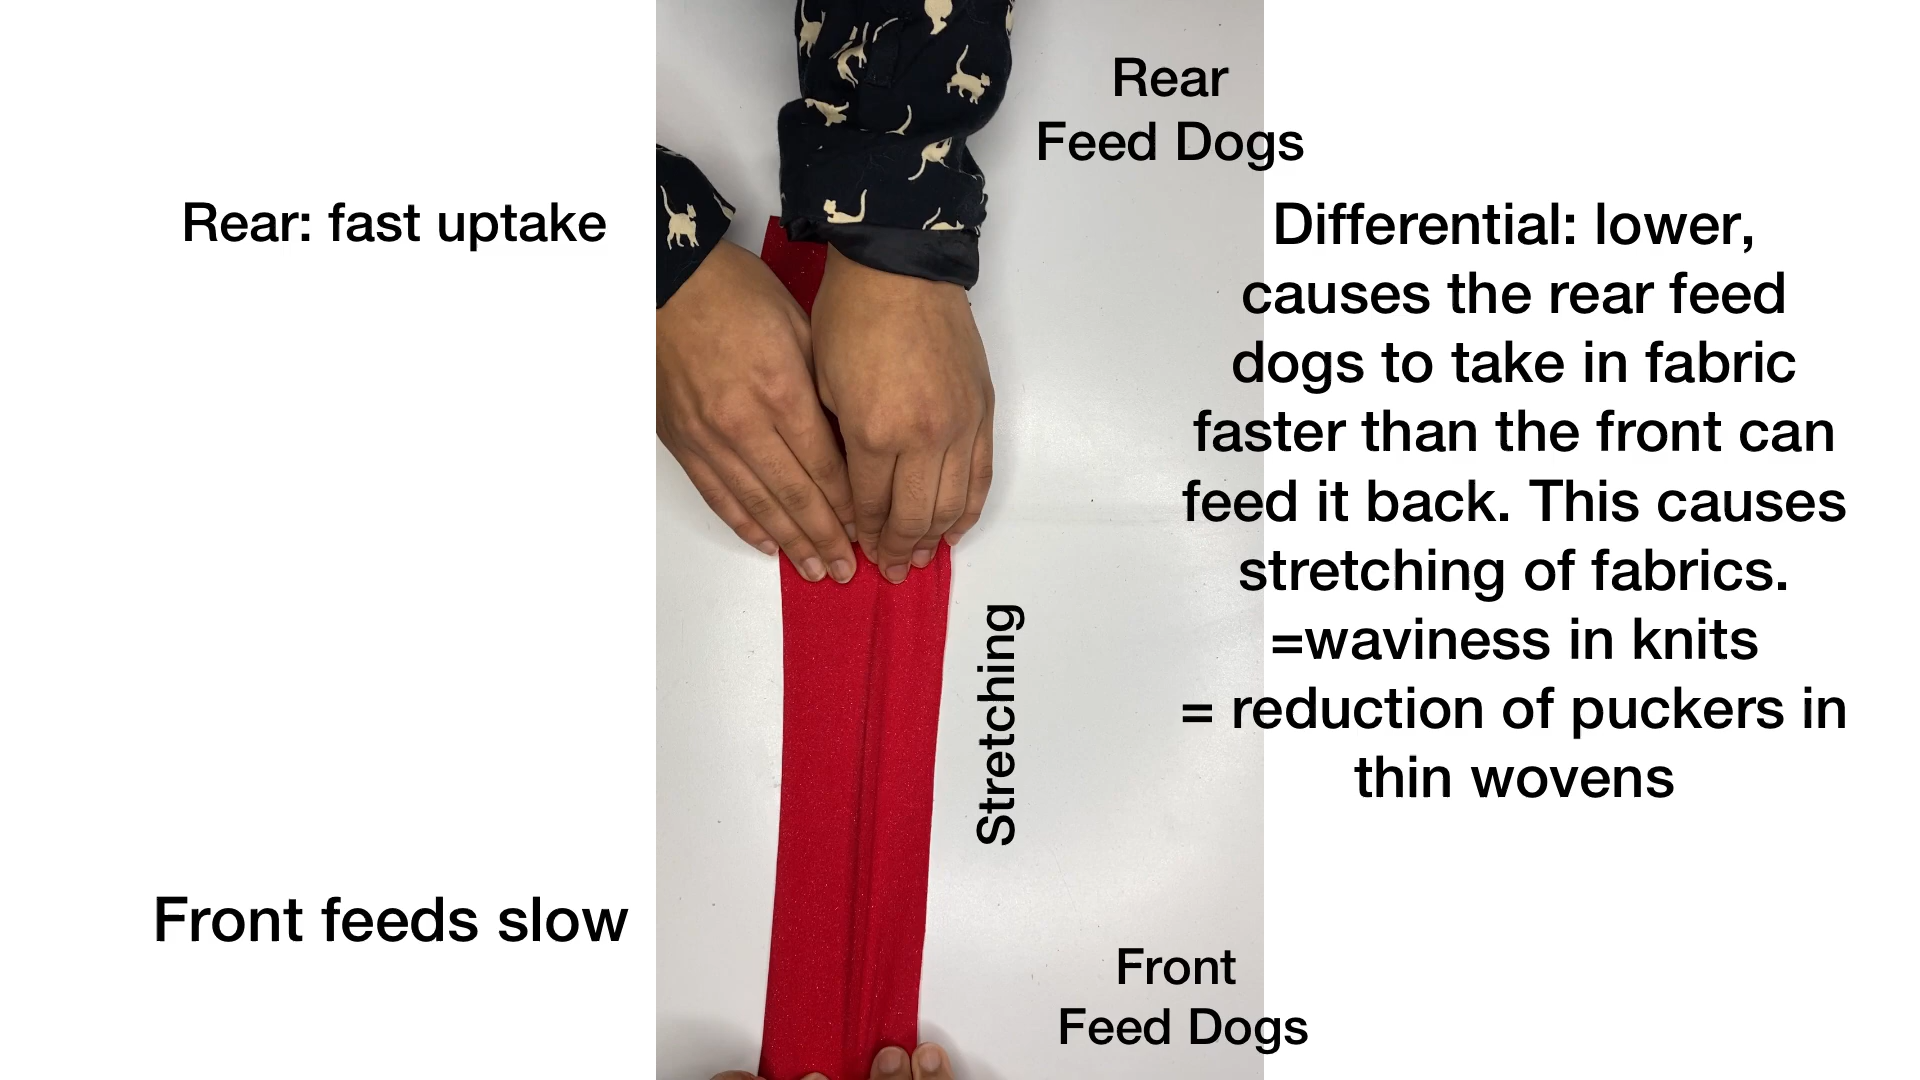 Rear
Feed Dogs
Rear: fast uptake
Differential: lower,
causes the rear feed
dogs to take in fabric
faster than the front can
feed it back. This causes
stretching of fabrics.
=waviness in knits
= reduction of puckers in
thin wovens
Stretching
Front feeds slow
Front
Feed Dogs